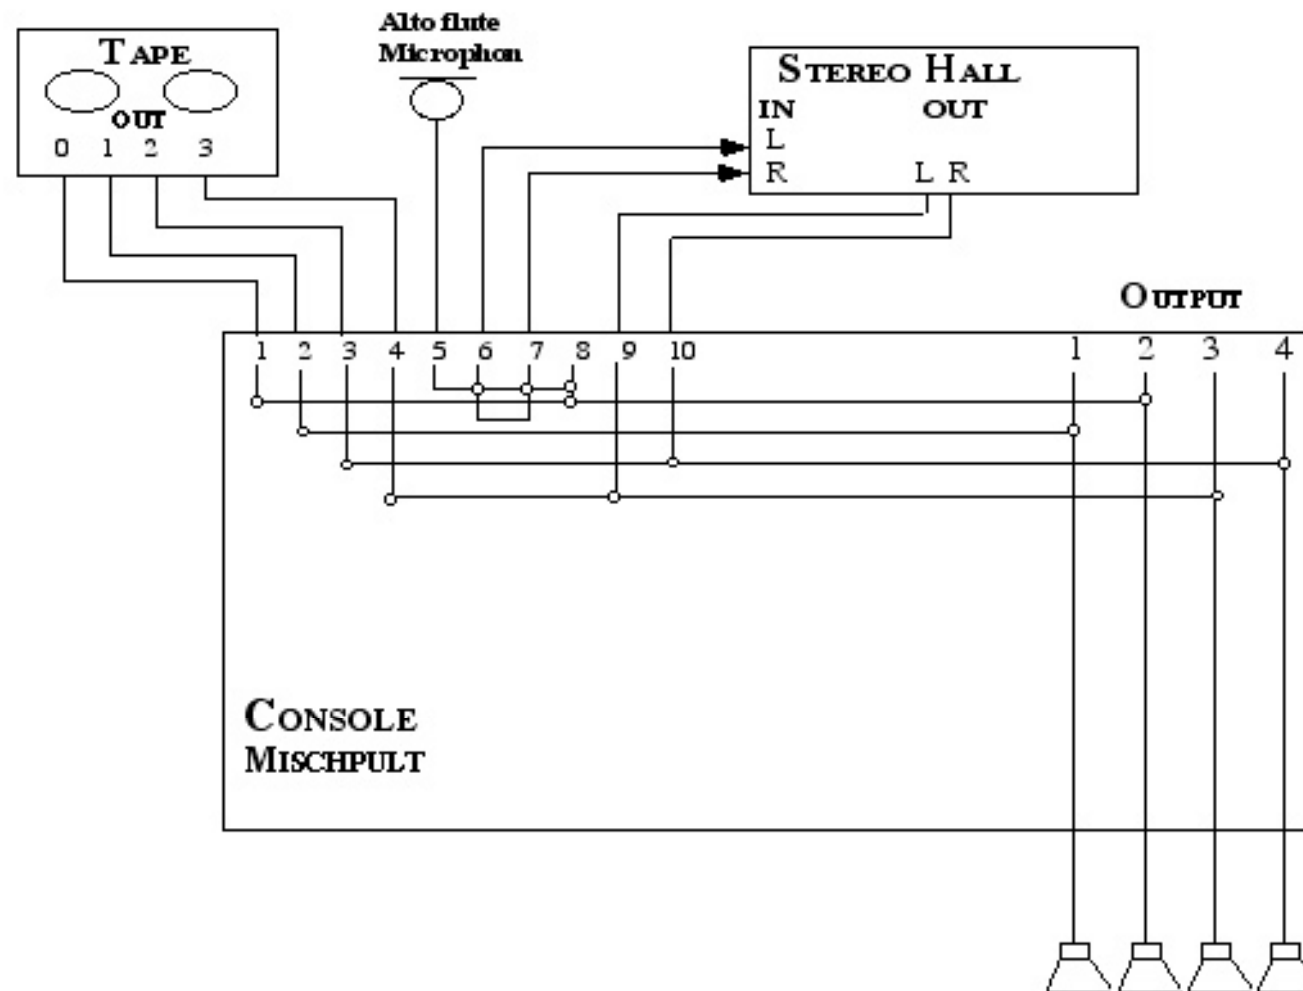 TAPE
OUT
0 1 2 3
Alto flute
Microphon
STEREO HALL
IN OUT
L
R L R
OUTPUT
1 2 3 4 5 6 7 8 9 10 1 2 3 4
CONSOLE
MISCHPULT